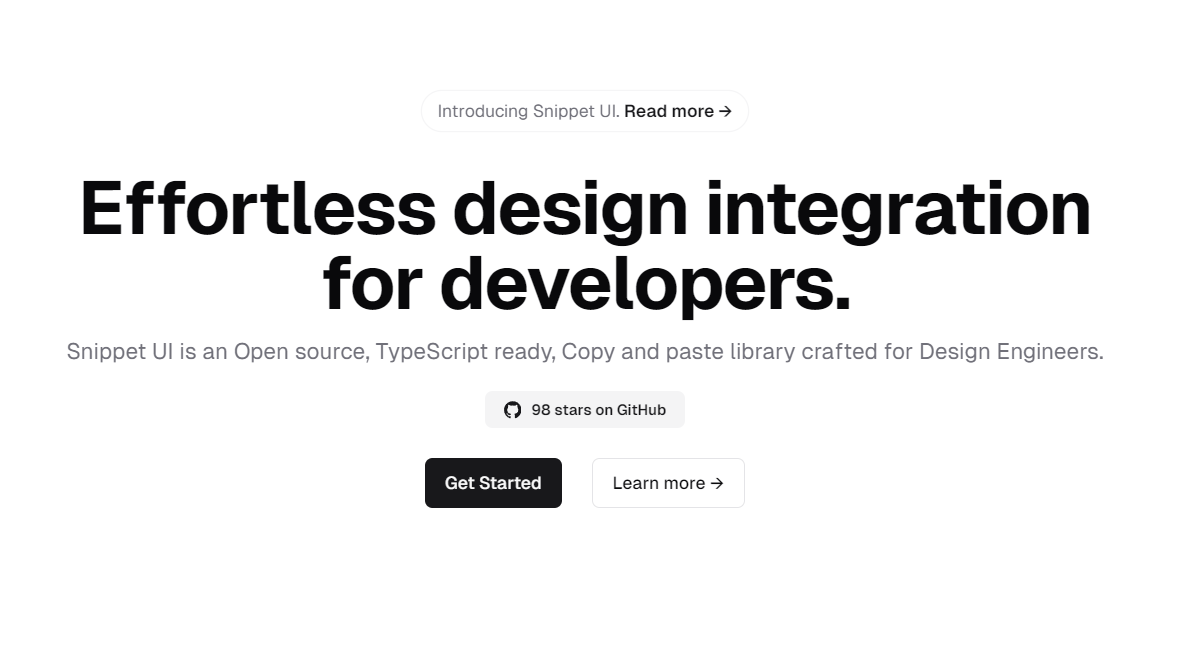 Introducing Snippet UI. Read more →
Effortless design integration
for developers.
Snippet UI is an Open source, TypeScript ready, Copy and paste library crafted for Design Engineers.
98 stars on GitHub
Get Started
Learn more →